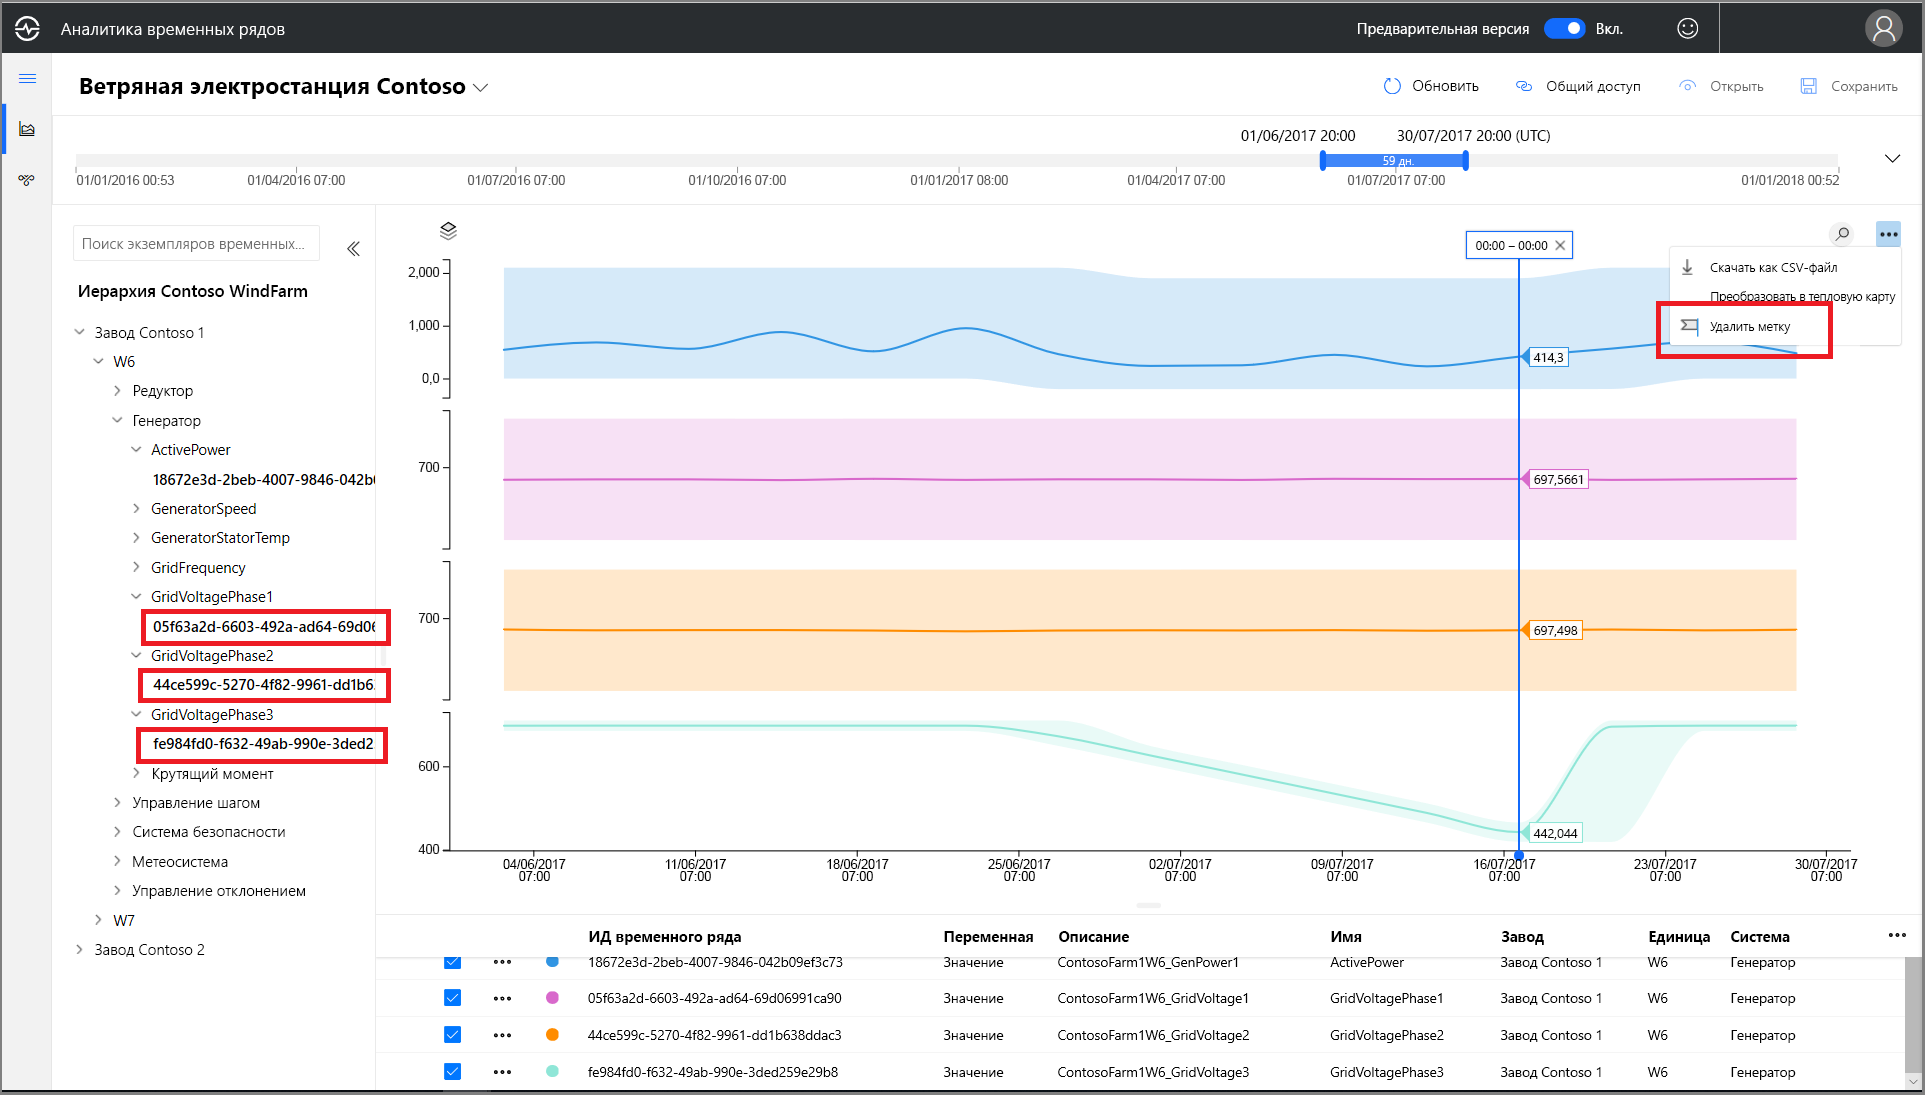 Аналитика временных рядов
Предварительная версия Вкл.
Ветряная электростанция Contoso
Обновить Общий доступ Открыть Сохранить
01/06/2017 20:00 30/07/2017 20:00 (UTC)
59 дн.
01/01/2016 00:53 01/04/2016 07:00 01/07/2016 07:00 01/10/2016 07:00 01/01/2017 08:00 01/04/2017 07:00 01/07/2017 07:00 01/01/2018 00:52
Поиск экземпляров временных...
Иерархия Contoso WindFarm
Завод Contoso 1
W6
Редуктор
Генератор
ActivePower
18672e3d-2beb-4007-9846-042b
GeneratorSpeed
GeneratorStatorTemp
GridFrequency
GridVoltagePhase1
05f63a2d-6603-492a-ad64-69d06
GridVoltagePhase2
44ce599c-5270-4f82-9961-dd1b6
GridVoltagePhase3
fe984fd0-f632-49ab-990e-3ded2
Крутящий момент
Управление шагом
Система безопасности
Метеосистема
Управление отклонением
W7
Завод Contoso 2
00:00 – 00:00
Скачать как CSV-файл
Преобразовать в тепловую карту
Удалить метку
2,000
1,000
0,0
414,3
700
697,5661
700
697,498
600
400
442,044
04/06/2017 11/06/2017 18/06/2017 25/06/2017 02/07/2017 09/07/2017 16/07/2017 23/07/2017 30/07/2017
07:00 07:00 07:00 07:00 07:00 07:00 07:00 07:00 07:00
ИД временного ряда Переменная Описание Имя Завод Единица Система
18672e3d-2beb-4007-9846-042b09ef3c73 Значение ContosoFarm1W6_GenPower1 ActivePower Завод Contoso 1 W6 Генератор
05f63a2d-6603-492a-ad64-69d06991ca90 Значение ContosoFarm1W6_GridVoltage1 GridVoltagePhase1 Завод Contoso 1 W6 Генератор
44ce599c-5270-4f82-9961-dd1b638ddac3 Значение ContosoFarm1W6_GridVoltage2 GridVoltagePhase2 Завод Contoso 1 W6 Генератор
fe984fd0-f632-49ab-990e-3ded259e29b8 Значение ContosoFarm1W6_GridVoltage3 GridVoltagePhase3 Завод Contoso 1 W6 Генератор